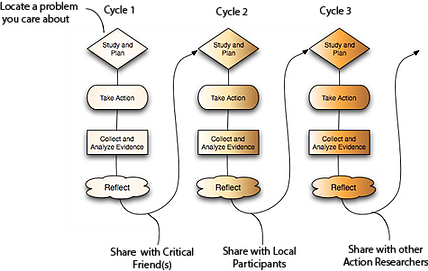 Locate a problem
you care about
Cycle 1
Study and
Plan
Take Action
Collect and
Analyze Evidence
Reflect
Share with Critical
Friend(s)
Cycle 2
Study and
Plan
Take Action
Collect and
Analyze Evidence
Reflect
Share with Local
Participants
Cycle 3
Study and
Plan
Take Action
Collect and
Analyze Evidence
Reflect
Share with other
Action Researchers